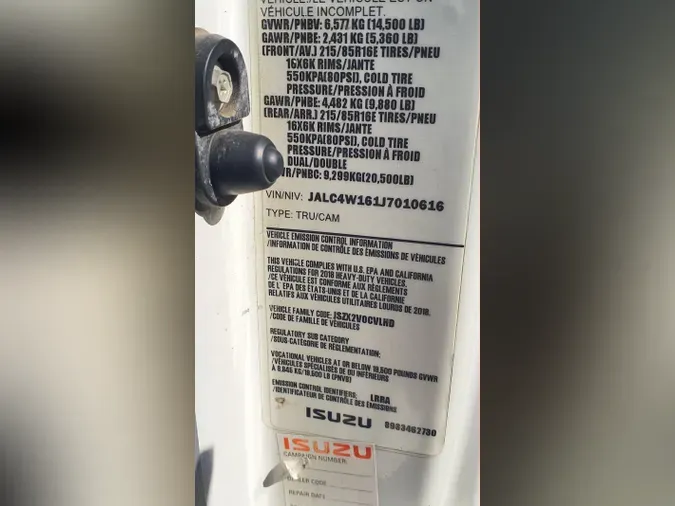 VÉHICULE INCOMPLET.
GVWR/PNBV: 6,577 KG (14,500 LB)
GAWR/PNBE: 2,431 KG (5,360 LB)
(FRONT/AV.) 215/85R16E TIRES/PNEU
16X6K RIMS/JANTE
550KPA(80PSI), COLD TIRE
PRESSURE/PRESSION À FROID
GAWR/PNBE: 4,482 KG (9,880 LB)
(REAR/ARR.) 215/85R16E TIRES/PNEU
16X6K RIMS/JANTE
550KPA(80PSI), COLD TIRE
PRESSURE/PRESSION À FROID
DUAL/DOUBLE
WR/PNBC: 9,299KG(20,500LB)
VIN/NIV: JALC4W161J7010616
TYPE: TRU/CAM
VEHICLE EMISSION CONTROL INFORMATION
/INFORMATION DE CONTRÔLE DES ÉMISSIONS DE VÉHICULES
THIS VEHICLE COMPLIES WITH U.S. EPA AND CALIFORNIA
REGULATIONS FOR 2018 HEAVY-DUTY VEHICLES.
/CE VÉHICULE EST CONFORME AUX RÈGLEMENTS
DE L'EPA DES ÉTATS-UNIS ET DE LA CALIFORNIE
RELATIFS AUX VÉHICULES UTILITAIRES LOURDS DE 2018.
VEHICLE FAMILY CODE: JSZX2VOCVLHD
/CODE DE FAMILLE DE VÉHICULES
REGULATORY SUB CATEGORY
/SOUS-CATÉGORIE DE RÉGLEMENTATION:
VOCATIONAL VEHICLES AT OR BELOW 19,500 POUNDS GVWR
/VÉHICULES SPÉCIALISÉS DE OU INFÉRIEURS
À 8,845 KG/19,500 LB (PNVB)
EMISSION CONTROL IDENTIFIERS: LRRA
/IDENTIFICATEUR DE CONTRÔLE DES ÉMISSIONS
ISUZU 8983462730
ISUZU
CAMPAIGN NUMBER
CODE
REPAIR DATE